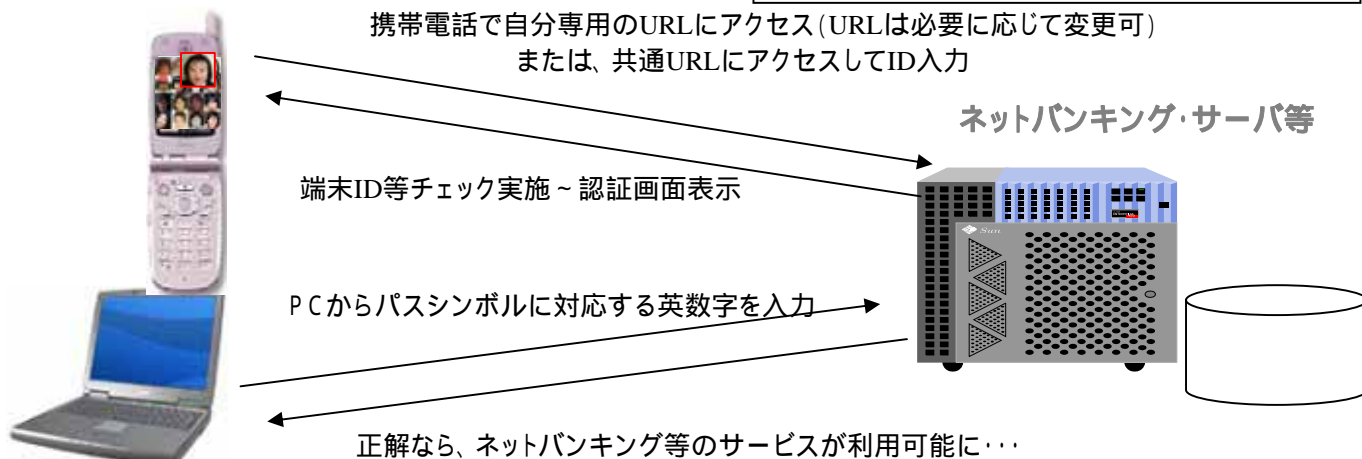 携帯電話で自分専用のURLにアクセス(URLは必要に応じて変更可)
または、共通URLにアクセスしてID入力
ネットバンキング・サーバ等
端末ID等チェック実施~認証画面表示
Sun
PCからパスシンボルに対応する英数字を入力
正解なら、ネットバンキング等のサービスが利用可能に・・・